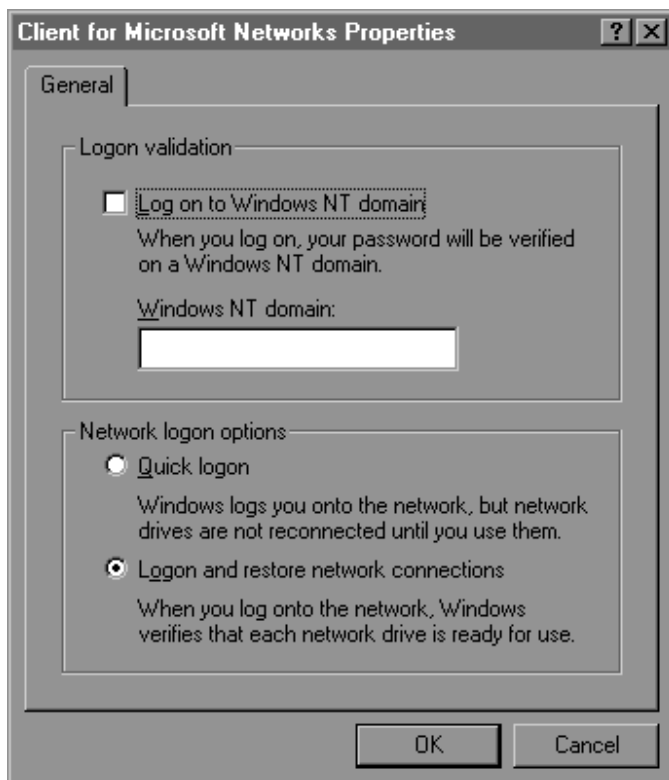 Client for Microsoft Networks Properties
General
Logon validation
Log on to Windows NT domain
When you log on, your password will be verified
on a Windows NT domain.
Windows NT domain:
Network logon options
Quick logon
Windows logs you onto the network, but network
drives are not reconnected until you use them.
Logon and restore network connections
When you log onto the network, Windows
verifies that each network drive is ready for use.
OK Cancel